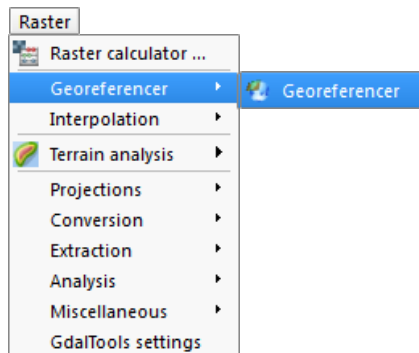 Raster
Raster calculator ...
Georeferencer
Georeferencer
Interpolation
Terrain analysis
Projections
Conversion
Extraction
Analysis
Miscellaneous
GdalTools settings